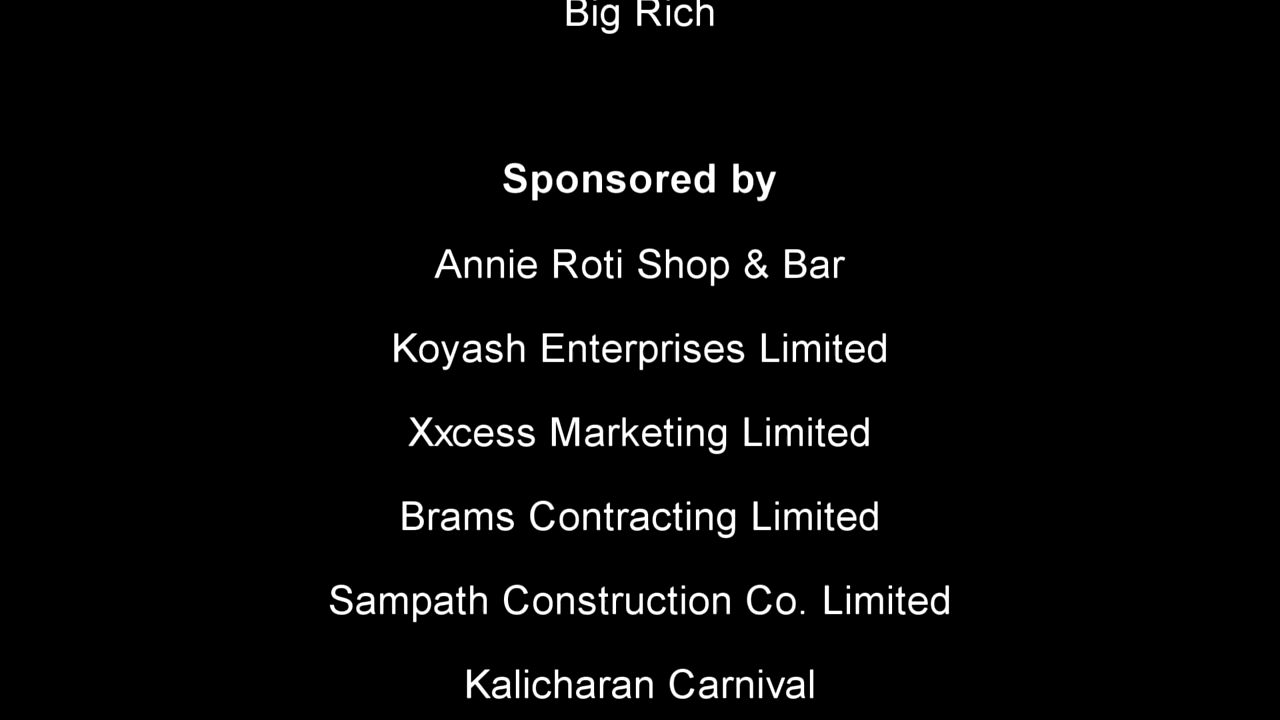 Big Rich
Sponsored by
Annie Roti Shop & Bar
Koyash Enterprises Limited
Xxcess Marketing Limited
Brams Contracting Limited
Sampath Construction Co. Limited
Kalicharan Carnival